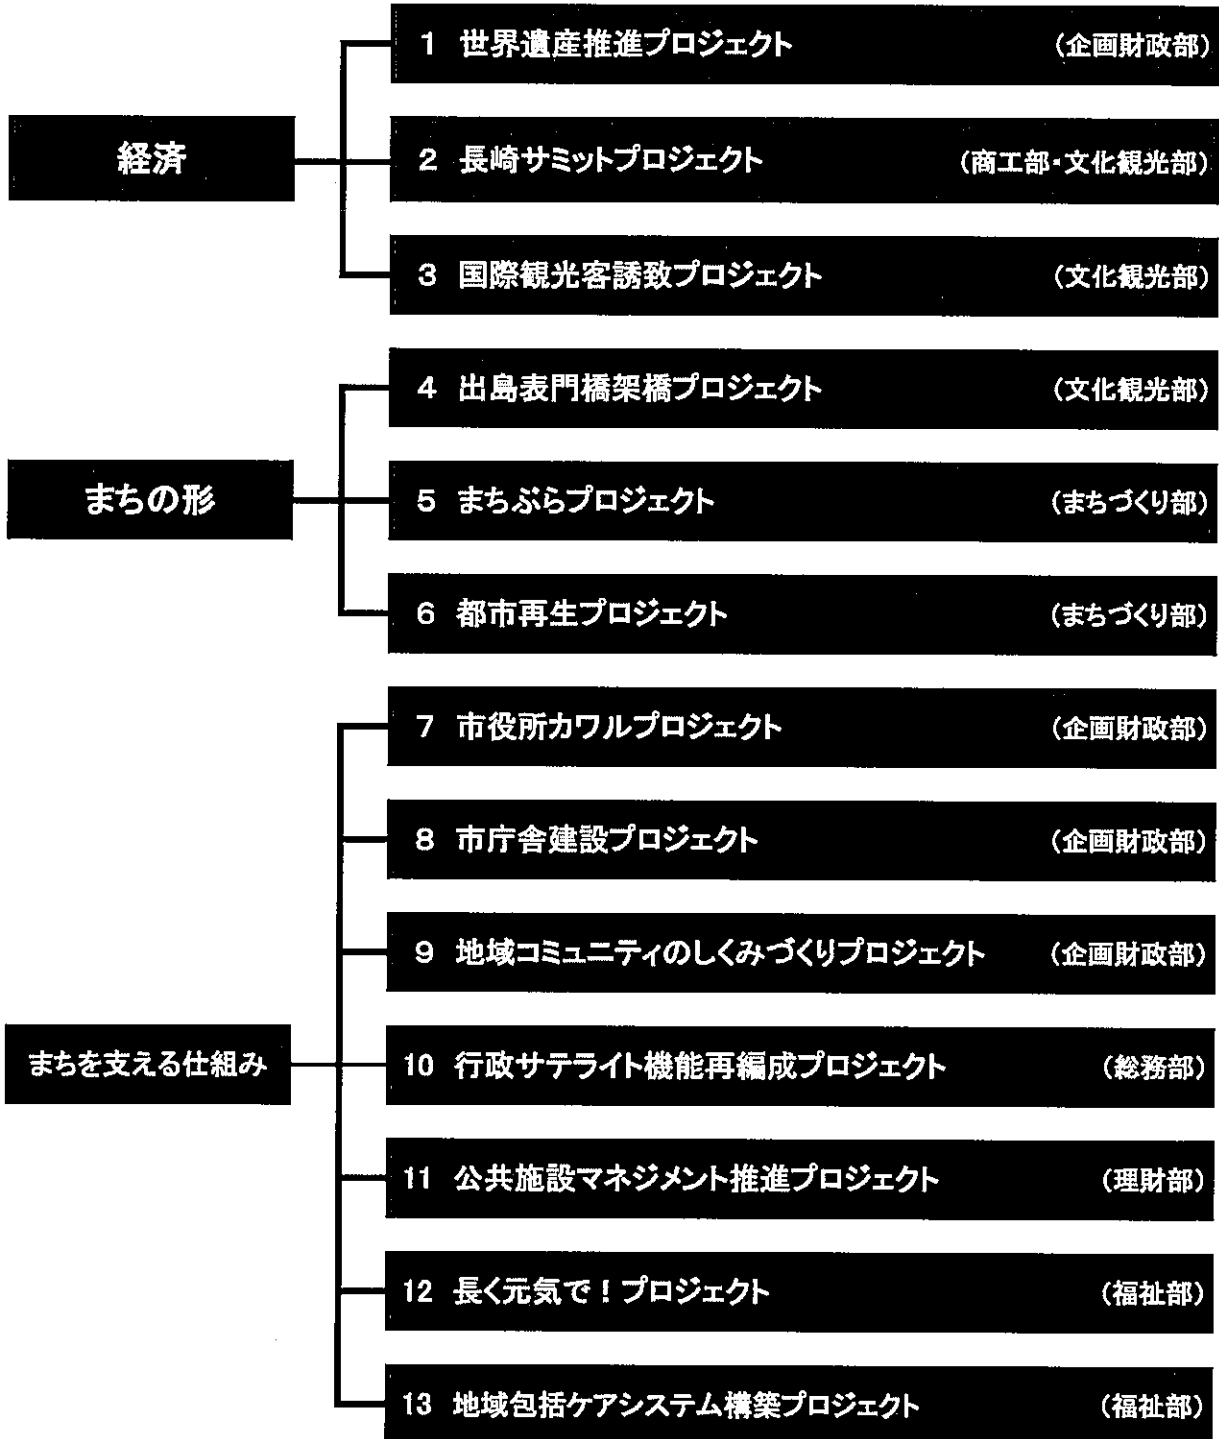 経済
1 世界遺産推進プロジェクト (企画財政部)
2 長崎サミットプロジェクト (商工部・文化観光部)
3 国際観光客誘致プロジェクト (文化観光部)
まちの形
4 出島表門橋架橋プロジェクト (文化観光部)
5 まちぶらプロジェクト (まちづくり部)
6 都市再生プロジェクト (まちづくり部)
まちを支える仕組み
7 市役所カワルプロジェクト (企画財政部)
8 市庁舎建設プロジェクト (企画財政部)
9 地域コミュニティのしくみづくりプロジェクト (企画財政部)
10 行政サテライト機能再編成プロジェクト (総務部)
11 公共施設マネジメント推進プロジェクト (理財部)
12 長く元気で！プロジェクト (福祉部)
13 地域包括ケアシステム構築プロジェクト (福祉部)